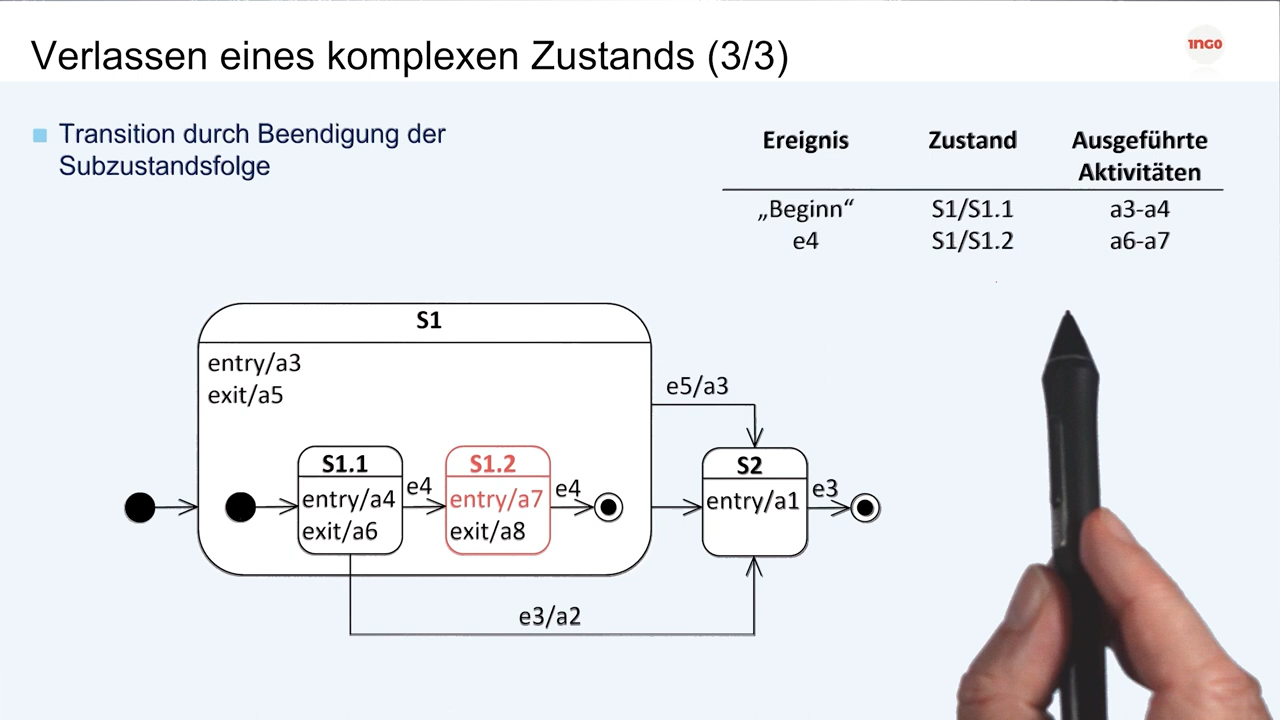 Verlassen eines komplexen Zustands (3/3)
1NGO
Transition durch Beendigung der
Subzustandsfolge
Ereignis Zustand Ausgeführte
Aktivitäten
„Beginn“ S1/S1.1 a3-a4
e4 S1/S1.2 a6-a7
S1
entry/a3
exit/a5
e5/a3
S1.1 S1.2 S2
entry/a4 e4 entry/a7 e4 entry/a1 e3
exit/a6 exit/a8
e3/a2